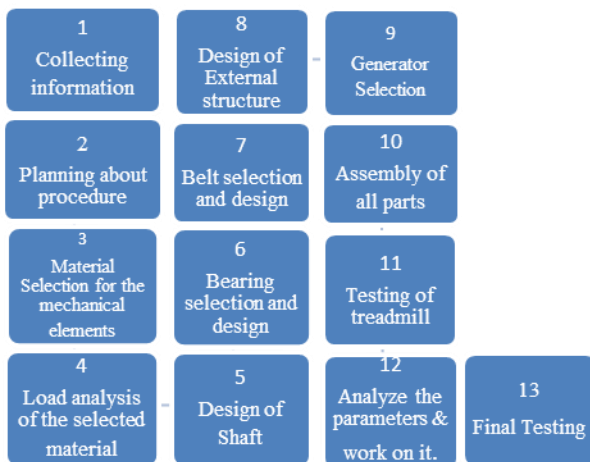 1
Collecting
information
2
Planning about
procedure
3
Material
Selection for the
mechanical
elements
4
Load analysis
of the selected
material
5
Design of
Shaft
6
Bearing
selection and
design
7
Belt selection
and design
8
Design of
External
structure
9
Generator
Selection
10
Assembly of
all parts
11
Testing of
treadmill
12
Analyze the
parameters &
work on it.
13
Final Testing